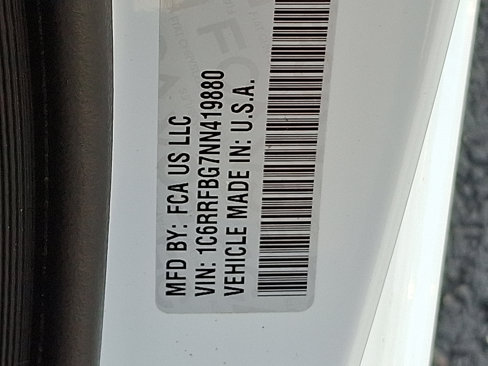 MFD BY: FCA US LLC
VIN: 1C6RRFBG7NN419880
VEHICLE MADE IN: U.S.A.